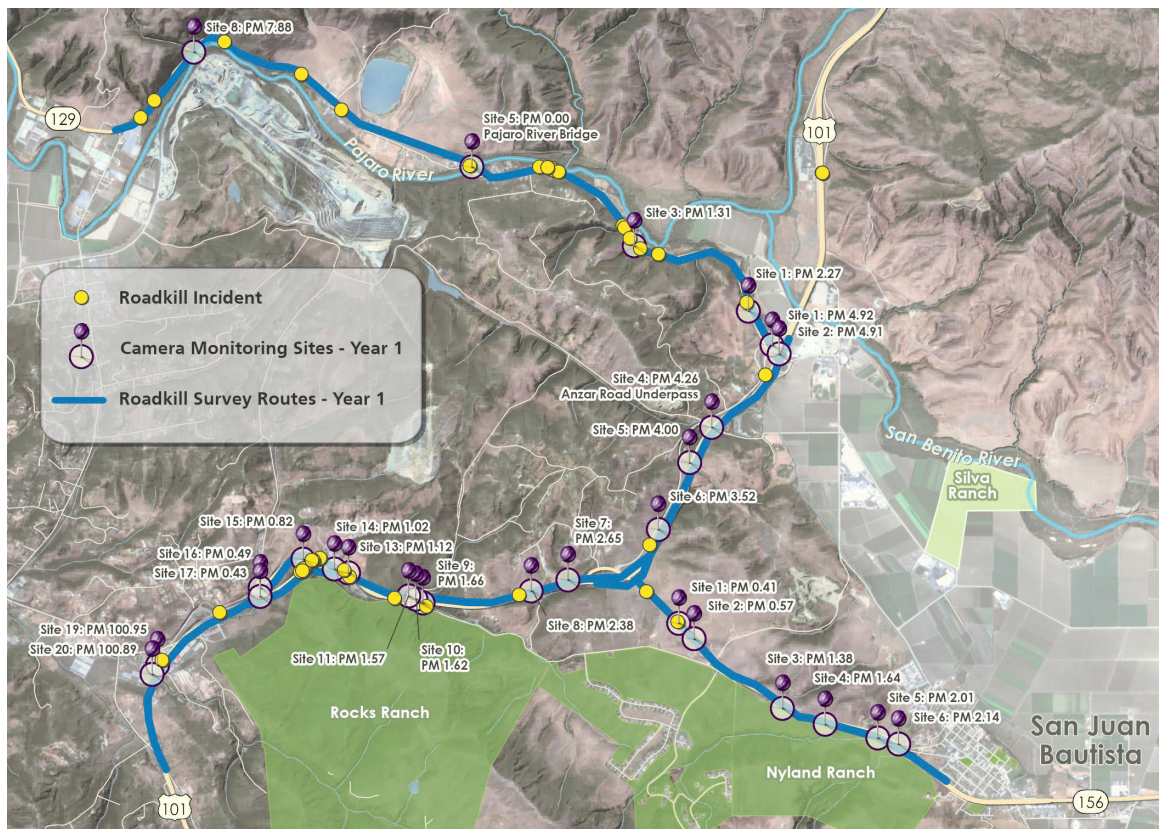 Site 8: PM 7.88
129
Site 5: PM 0.00
Pajaro River Bridge
101
Pajaro River
Site 3: PM 1.31
Site 1: PM 2.27
Roadkill Incident
Camera Monitoring Sites - Year 1
Roadkill Survey Routes - Year 1
Site 1: PM 4.92
Site 2: PM 4.91
Site 4: PM 4.26
Anzar Road Underpass
Site 5: PM 4.00
San Benito River
Silva
Ranch
Site 6: PM 3.52
Site 15: PM 0.82
Site 14: PM 1.02
Site 13: PM 1.12
Site 7:
PM 2.65
Site 16: PM 0.49
Site 17: PM 0.43
Site 9:
PM 1.66
Site 1: PM 0.41
Site 2: PM 0.57
Site 8: PM 2.38
Site 19: PM 100.95
Site 20: PM 100.89
Site 11: PM 1.57
Site 10:
PM 1.62
Site 3: PM 1.38
Site 4: PM 1.64
Site 5: PM 2.01
Site 6: PM 2.14
Rocks Ranch
San Juan
Bautista
Nyland Ranch
101
156